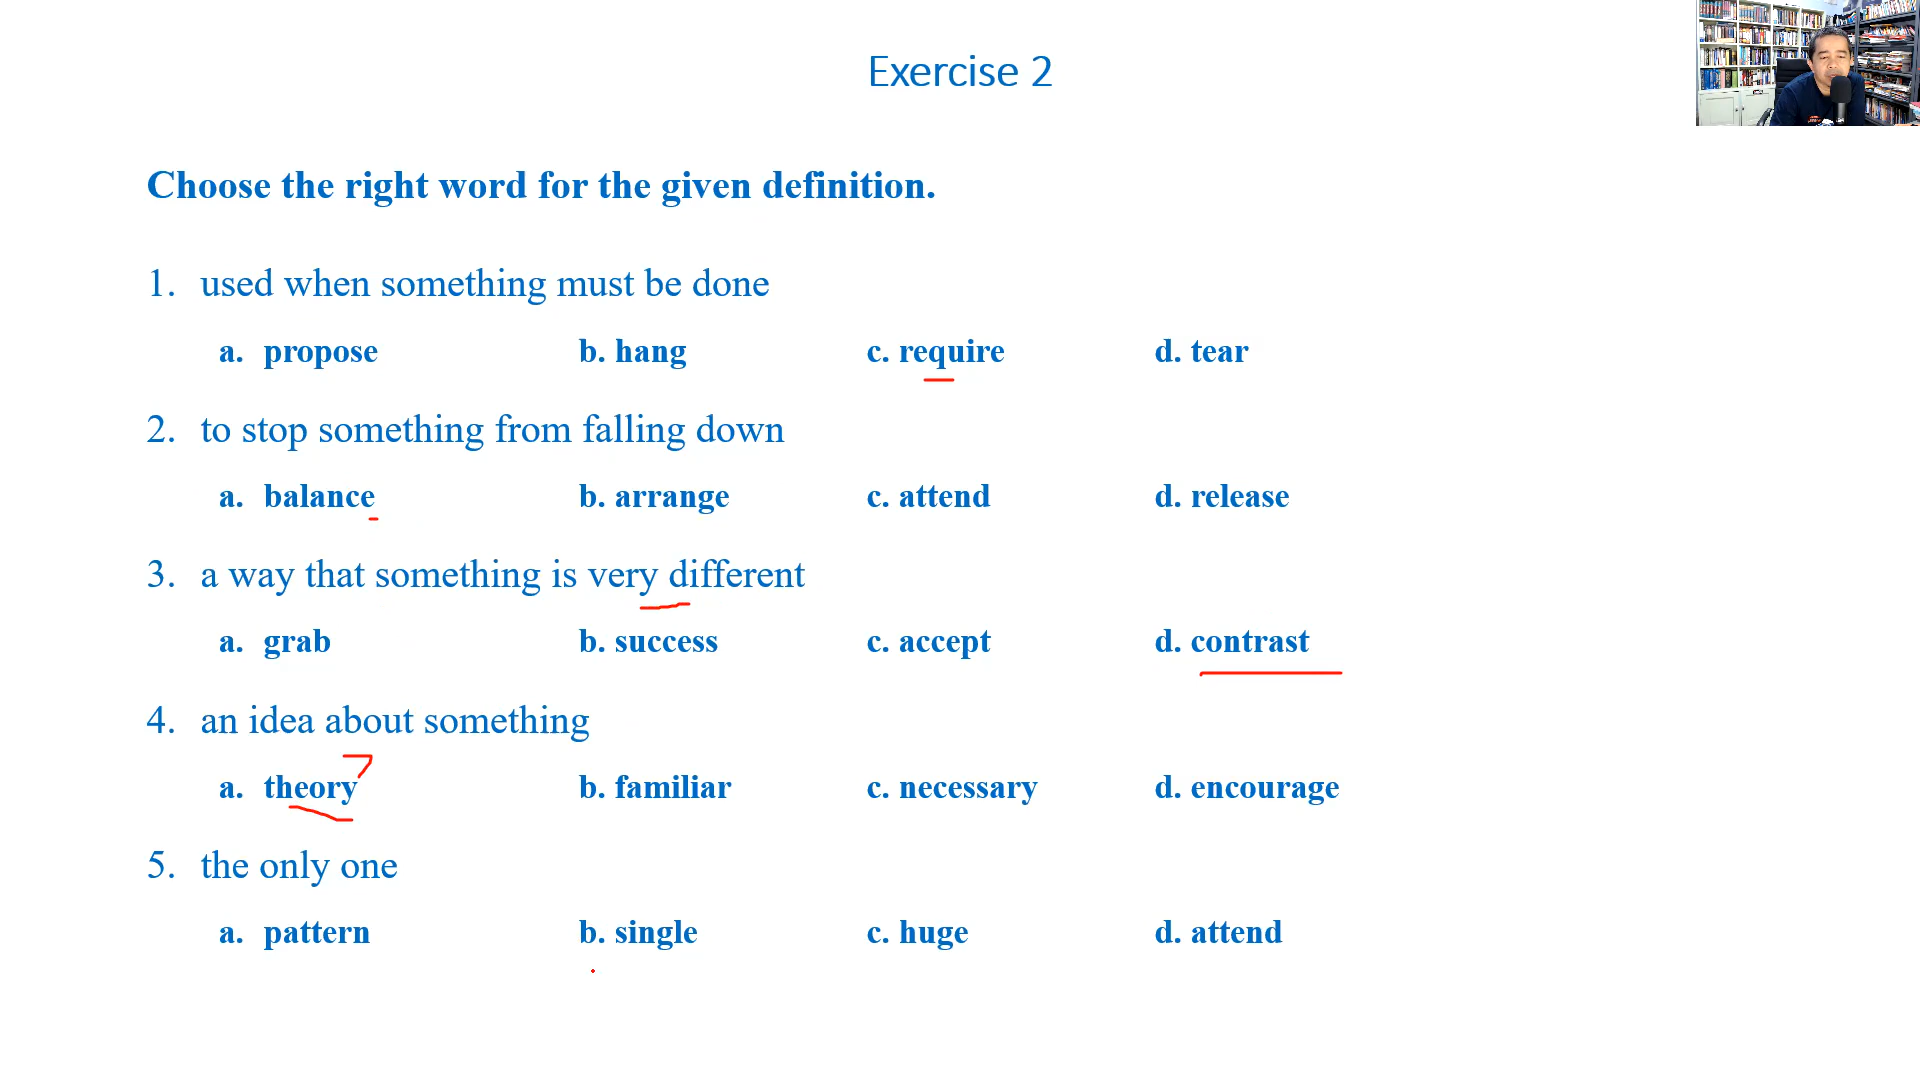 Exercise 2
Choose the right word for the given definition.
1. used when something must be done
a. propose b. hang c. require d. tear
2. to stop something from falling down
a. balance b. arrange c. attend d. release
3. a way that something is very different
a. grab b. success c. accept d. contrast
4. an idea about something
a. theory b. familiar c. necessary d. encourage
5. the only one
a. pattern b. single c. huge d. attend